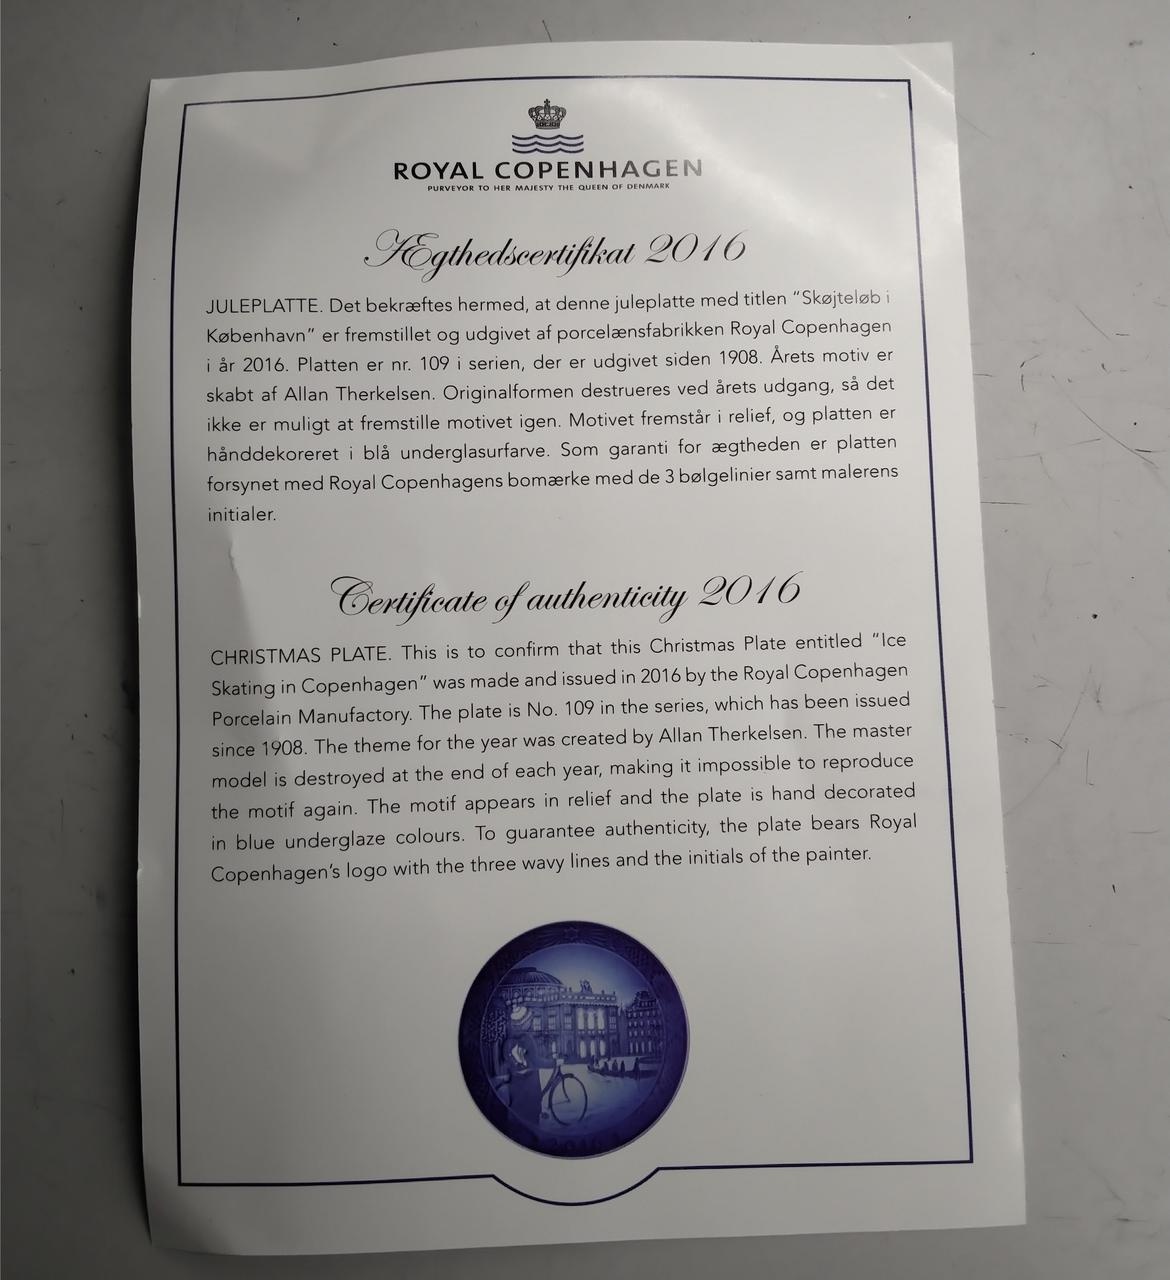 ROYAL COPENHAGEN
PURVEYOR TO HER MAJESTY THE QUEEN OF DENMARK
Ægthedscertifikat 2016
JULEPLATTE. Det bekræftes hermed, at denne juleplatte med titlen “Skøjteløb i
København” er fremstillet og udgivet af porcelænsfabrikken Royal Copenhagen
i år 2016. Platten er nr. 109 i serien, der er udgivet siden 1908. Årets motiv er
skabt af Allan Therkelsen. Originalformen destrueres ved årets udgang, så det
ikke er muligt at fremstille motivet igen. Motivet fremstår i relief, og platten er
hånddekoreret i blå underglasurfarve. Som garanti for ægtheden er platten
forsynet med Royal Copenhagens bomærke med de 3 bølgelinier samt malerens
initialer.
Certificate of authenticity 2016
CHRISTMAS PLATE. This is to confirm that this Christmas Plate entitled “Ice
Skating in Copenhagen” was made and issued in 2016 by the Royal Copenhagen
Porcelain Manufactory. The plate is No. 109 in the series, which has been issued
since 1908. The theme for the year was created by Allan Therkelsen. The master
model is destroyed at the end of each year, making it impossible to reproduce
the motif again. The motif appears in relief and the plate is hand decorated
in blue underglaze colours. To guarantee authenticity, the plate bears Royal
Copenhagen’s logo with the three wavy lines and the initials of the painter.
2016